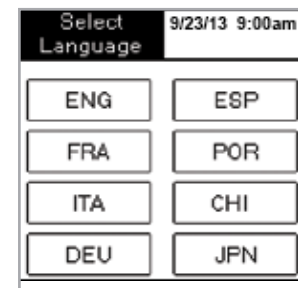 Select
Language
9/23/13 9:00am
ENG
ESP
FRA
POR
ITA
CHI
DEU
JPN